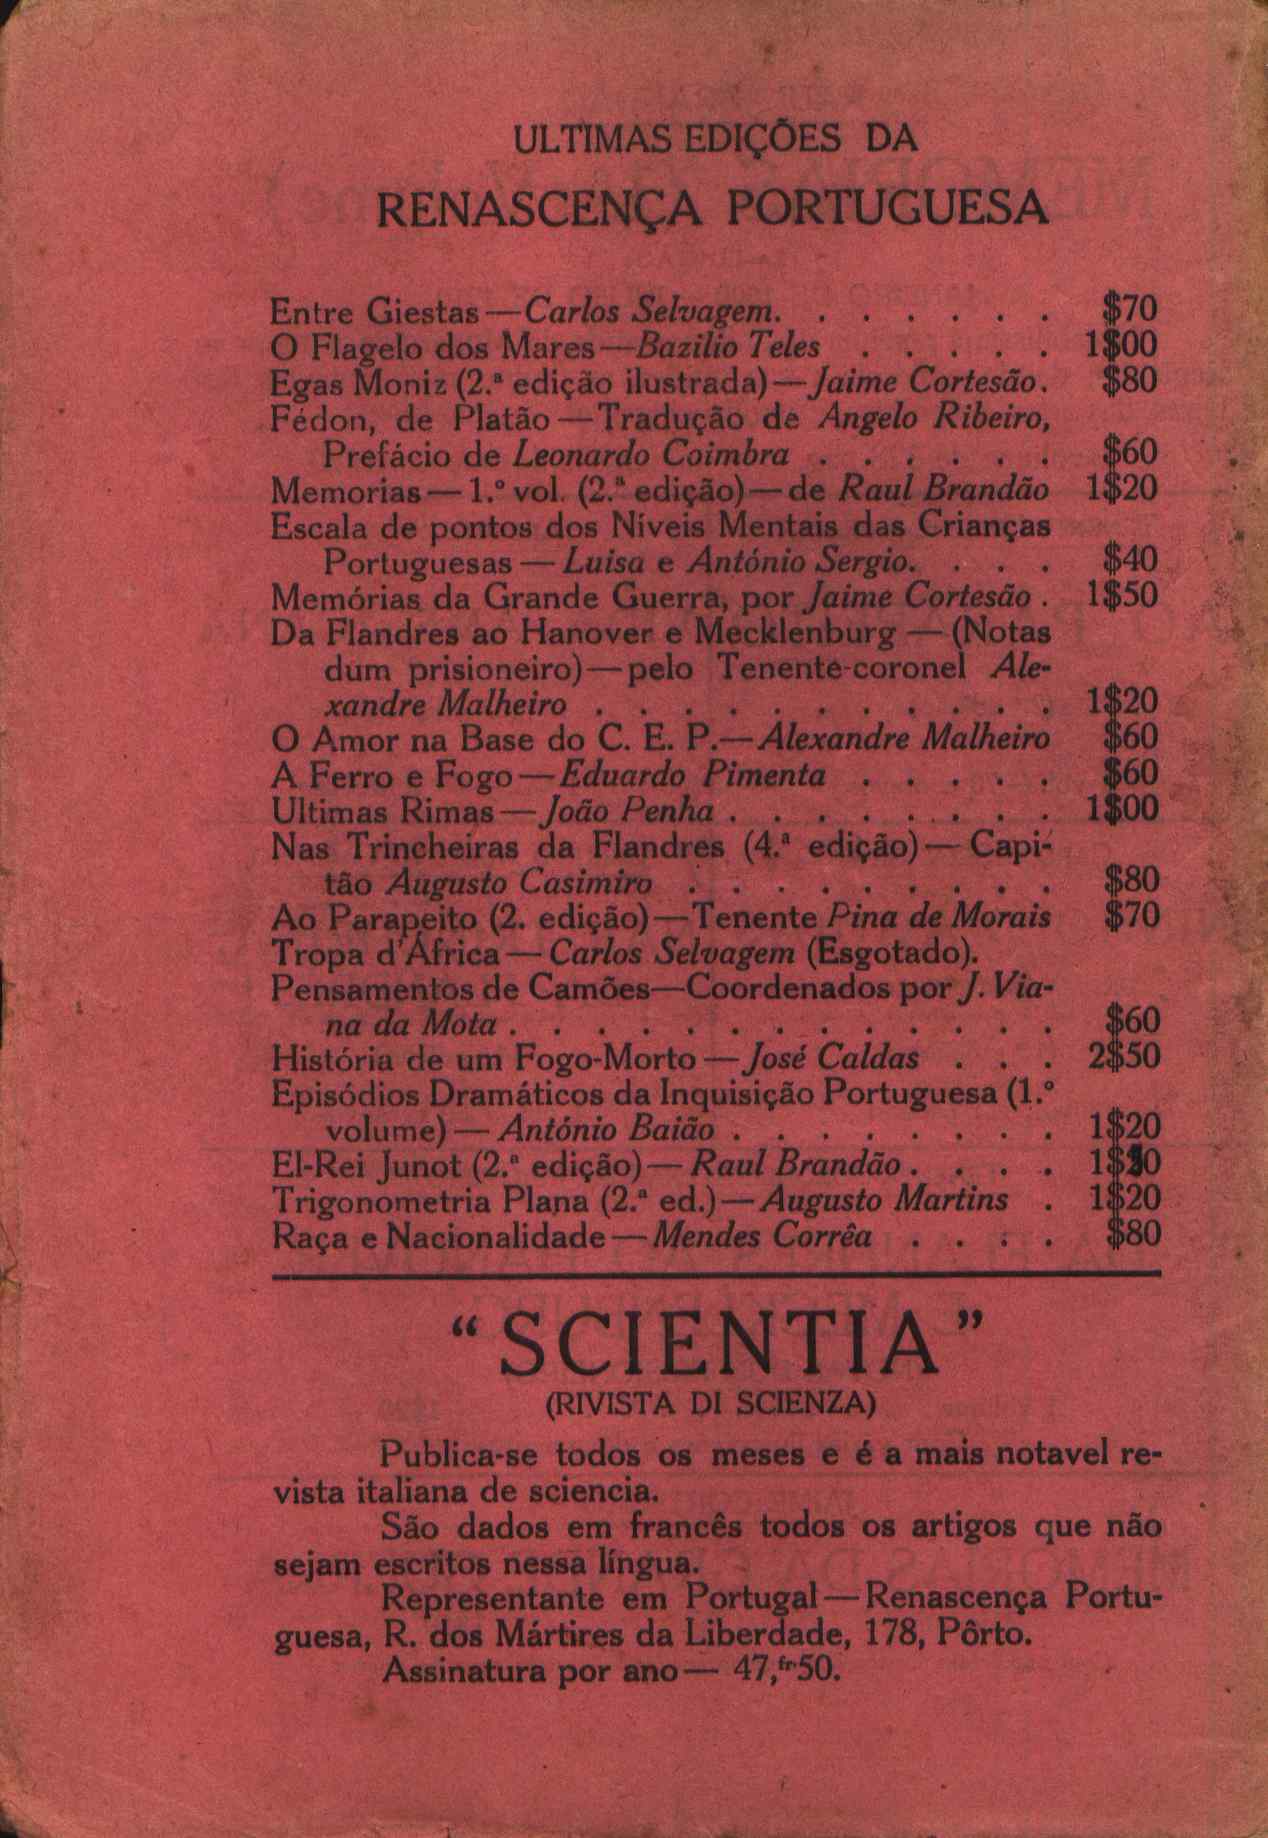 ULTIMAS EDIÇÕES DA
RENASCENÇA PORTUGUESA
Entre Giestas—Carlos Selvagem. . . . . . . $70
O Flagelo dos Mares—Bazilio Teles . . . . . 1$00
Egas Moniz (2.ª edição ilustrada)—Jaime Cortesão. $80
Fédon, de Platão—Tradução de Angelo Ribeiro,
Prefácio de Leonardo Coimbra . . . . . . $60
Memorias—1.º vol. (2.ª edição)—de Raul Brandão 1$20
Escala de pontos dos Níveis Mentais das Crianças
Portuguesas—Luisa e António Sergio. . . . $40
Memórias da Grande Guerra, por Jaime Cortesão . 1$50
Da Flandres ao Hanover e Mecklenburg — (Notas
dum prisioneiro)—pelo Tenente-coronel Ale-
xandre Malheiro . . . . . . . . . . . 1$20
O Amor na Base do C. E. P.—Alexandre Malheiro $60
A Ferro e Fogo—Eduardo Pimenta . . . . . $60
Ultimas Rimas—João Penha . . . . . . . . 1$00
Nas Trincheiras da Flandres (4.ª edição)—Capi-
tão Augusto Casimiro . . . . . . . . . $80
Ao Parapeito (2. edição)—Tenente Pina de Morais $70
Tropa d'África—Carlos Selvagem (Esgotado).
Pensamentos de Camões—Coordenados por J. Via-
na da Mota . . . . . . . . . . . . . $60
História de um Fogo-Morto—José Caldas . . . 2$50
Episódios Dramáticos da Inquisição Portuguesa (1.º
volume)—António Baião . . . . . . . . 1$20
El-Rei Junot (2.ª edição)—Raul Brandão . . . .
Trigonometria Plana (2.ª ed.)—Augusto Martins . 1$20
Raça e Nacionalidade—Mendes Corrêa . . . . $80
“SCIENTIA”
(RIVISTA DI SCIENZA)
Publica-se todos os meses e é a mais notavel re-
vista italiana de sciencia.
São dados em francês todos os artigos que não
sejam escritos nessa língua.
Representante em Portugal—Renascença Portu-
guesa, R. dos Mártires da Liberdade, 178, Pôrto.
Assinatura por ano— 47,fr.50.